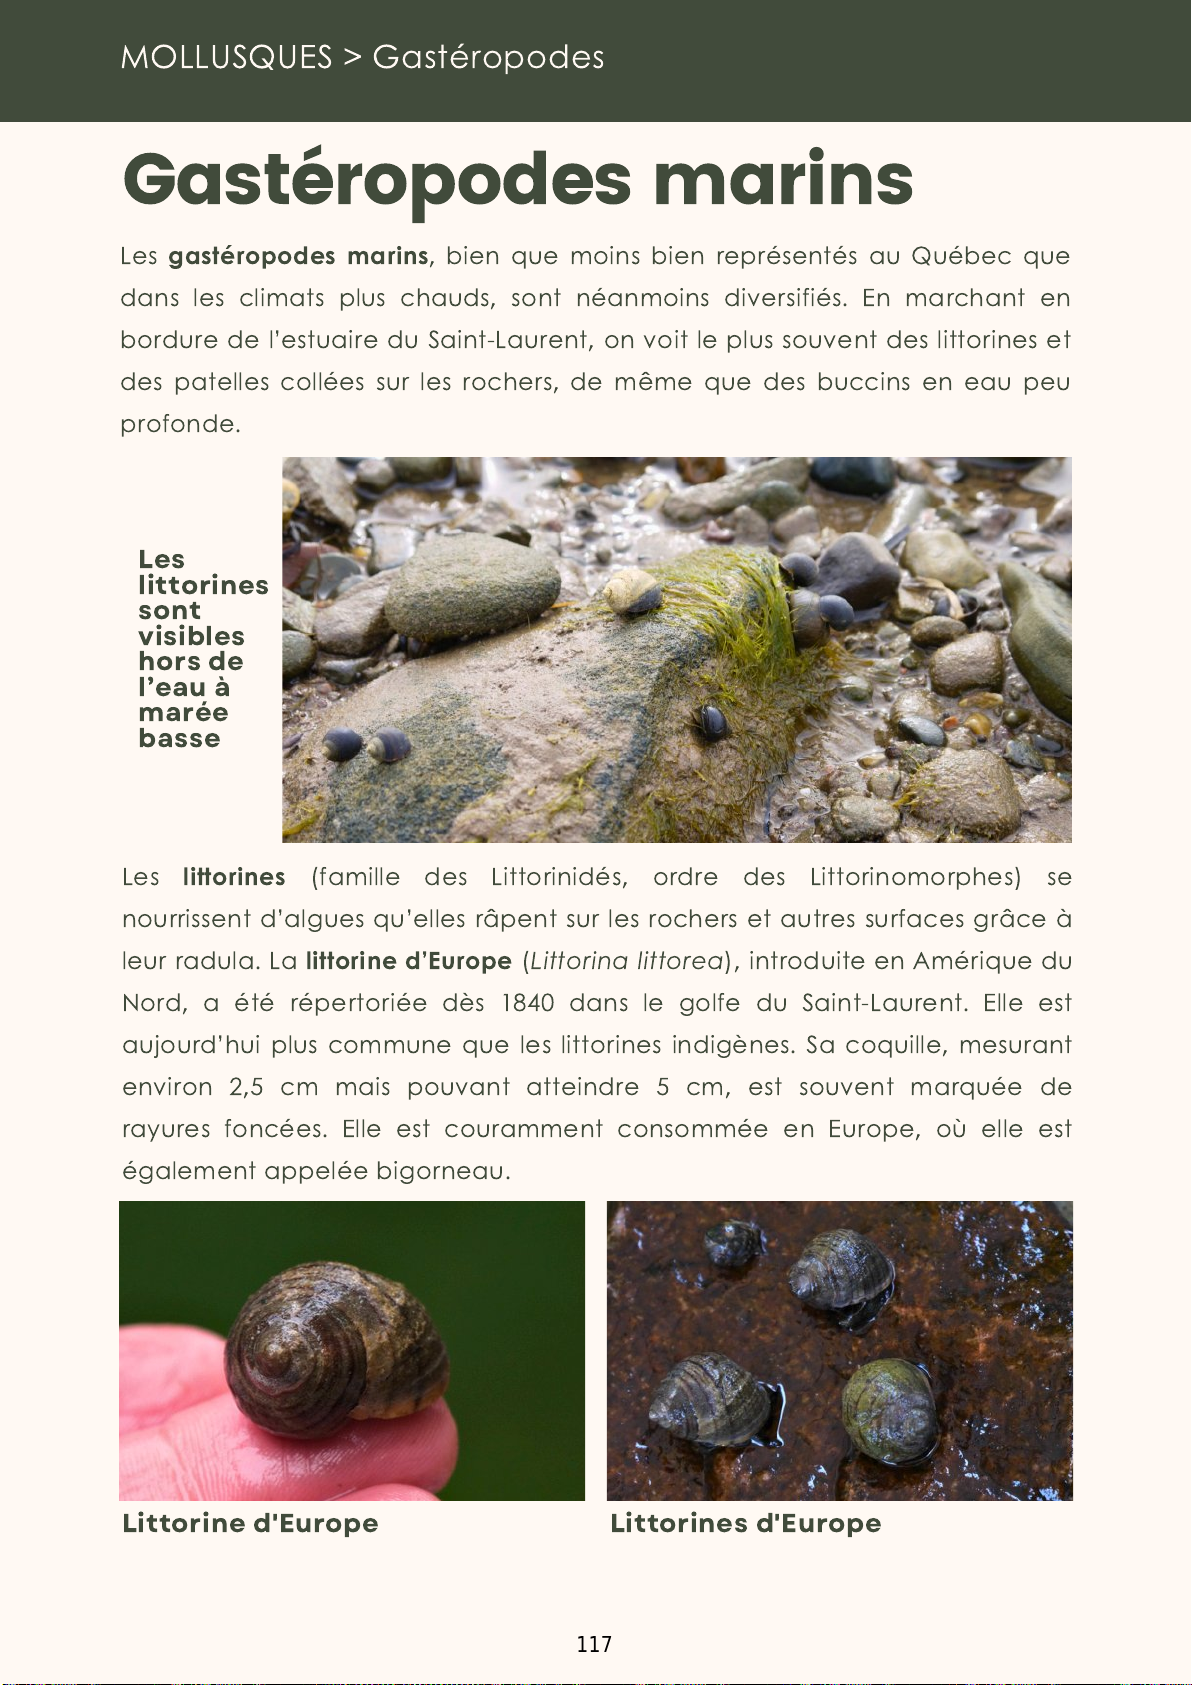 MOLLUSQUES > Gastéropodes
Gastéropodes marins
Les gastéropodes marins, bien que moins bien représentés au Québec que
dans les climats plus chauds, sont néanmoins diversifiés. En marchant en
bordure de l’estuaire du Saint-Laurent, on voit le plus souvent des littorines et
des patelles collées sur les rochers, de même que des buccins en eau peu
profonde.
Les
littorines
sont
visibles
hors de
l’eau à
marée
basse
Les littorines (famille des Littorinidés, ordre des Littorinomorphes) se
nourrissent d’algues qu’elles râpent sur les rochers et autres surfaces grâce à
leur radula. La littorine d’Europe (Littorina littorea), introduite en Amérique du
Nord, a été répertoriée dès 1840 dans le golfe du Saint-Laurent. Elle est
aujourd’hui plus commune que les littorines indigènes. Sa coquille, mesurant
environ 2,5 cm mais pouvant atteindre 5 cm, est souvent marquée de
rayures foncées. Elle est couramment consommée en Europe, où elle est
également appelée bigorneau.
Littorine d'Europe
Littorines d'Europe
117